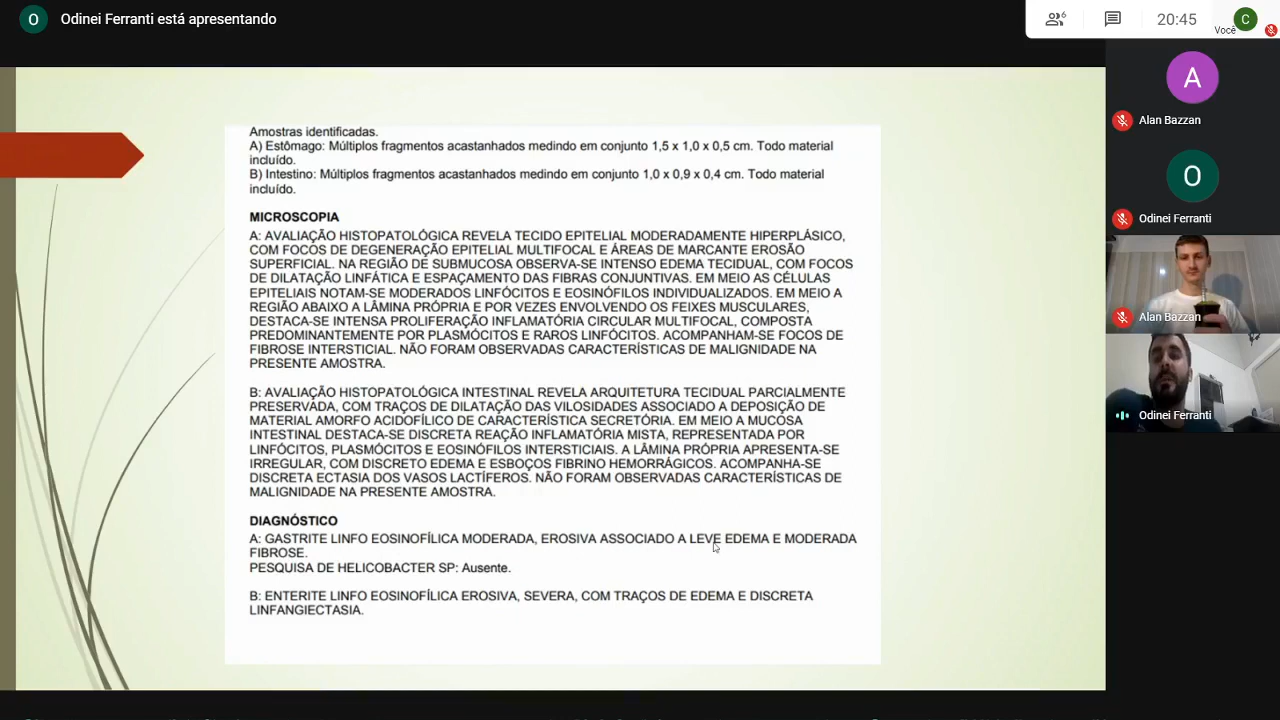 O Odinei Ferranti está apresentando
6 20:45 Você C
A
Alan Bazzan
O
Odinei Ferranti
Alan Bazzan
Odinei Ferranti
Amostras identificadas.
A) Estômago: Múltiplos fragmentos acastanhados medindo em conjunto 1,5 x 1,0 x 0,5 cm. Todo material
incluído.
B) Intestino: Múltiplos fragmentos acastanhados medindo em conjunto 1,0 x 0,9 x 0,4 cm. Todo material
incluído.
MICROSCOPIA
A: AVALIAÇÃO HISTOPATOLÓGICA REVELA TECIDO EPITELIAL MODERADAMENTE HIPERPLÁSICO,
COM FOCOS DE DEGENERAÇÃO EPITELIAL MULTIFOCAL E ÁREAS DE MARCANTE EROSÃO
SUPERFICIAL. NA REGIÃO DE SUBMUCOSA OBSERVA-SE INTENSO EDEMA TECIDUAL, COM FOCOS
DE DILATAÇÃO LINFÁTICA E ESPAÇAMENTO DAS FIBRAS CONJUNTIVAS. EM MEIO AS CÉLULAS
EPITELIAIS NOTAM-SE MODERADOS LINFÓCITOS E EOSINÓFILOS INDIVIDUALIZADOS. EM MEIO A
REGIÃO ABAIXO A LÂMINA PRÓPRIA E POR VEZES ENVOLVENDO OS FEIXES MUSCULARES,
DESTACA-SE INTENSA PROLIFERAÇÃO INFLAMATÓRIA CIRCULAR MULTIFOCAL, COMPOSTA
PREDOMINANTEMENTE POR PLASMÓCITOS E RAROS LINFÓCITOS. ACOMPANHAM-SE FOCOS DE
FIBROSE INTERSTICIAL. NÃO FORAM OBSERVADAS CARACTERÍSTICAS DE MALIGNIDADE NA
PRESENTE AMOSTRA.
B: AVALIAÇÃO HISTOPATOLÓGICA INTESTINAL REVELA ARQUITETURA TECIDUAL PARCIALMENTE
PRESERVADA, COM TRAÇOS DE DILATAÇÃO DAS VILOSIDADES ASSOCIADO A DEPOSIÇÃO DE
MATERIAL AMORFO ACIDOFÍLICO DE CARACTERÍSTICA SECRETÓRIA. EM MEIO A MUCOSA
INTESTINAL DESTACA-SE DISCRETA REAÇÃO INFLAMATÓRIA MISTA, REPRESENTADA POR
LINFÓCITOS, PLASMÓCITOS E EOSINÓFILOS INTERSTICIAIS. A LÂMINA PRÓPRIA APRESENTA-SE
IRREGULAR, COM DISCRETO EDEMA E ESBOÇOS FIBRINO HEMORRÁGICOS. ACOMPANHA-SE
DISCRETA ECTASIA DOS VASOS LACTÍFEROS. NÃO FORAM OBSERVADAS CARACTERÍSTICAS DE
MALIGNIDADE NA PRESENTE AMOSTRA.
DIAGNÓSTICO
A: GASTRITE LINFO EOSINOFÍLICA MODERADA, EROSIVA ASSOCIADO A LEVE EDEMA E MODERADA
FIBROSE.
PESQUISA DE HELICOBACTER SP: Ausente.
B: ENTERITE LINFO EOSINOFÍLICA EROSIVA, SEVERA, COM TRAÇOS DE EDEMA E DISCRETA
LINFANGIECTASIA.